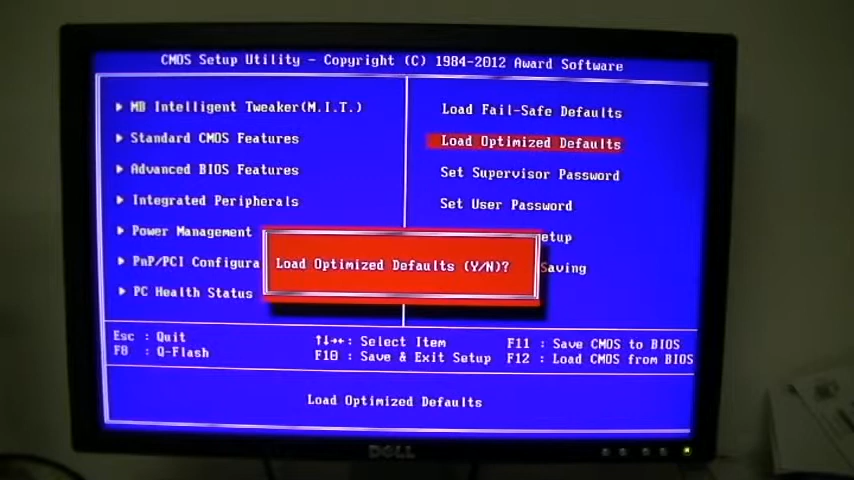 CMOS Setup Utility - Copyright (C) 1984-2012 Award Software
MB Intelligent Tweaker(M.I.T.)
Standard CMOS Features
Advanced BIOS Features
Integrated Peripherals
Power Management
PnP/PCI Configura
PC Health Status
Load Fail-Safe Defaults
Load Optimized Defaults
Set Supervisor Password
Set User Password
etup
Saving
Load Optimized Defaults (Y/N)?
Esc : Quit
F8 : Q-Flash
↑↓→←: Select Item
F10 : Save & Exit Setup
F11 : Save CMOS to BIOS
F12 : Load CMOS from BIOS
Load Optimized Defaults
DELL